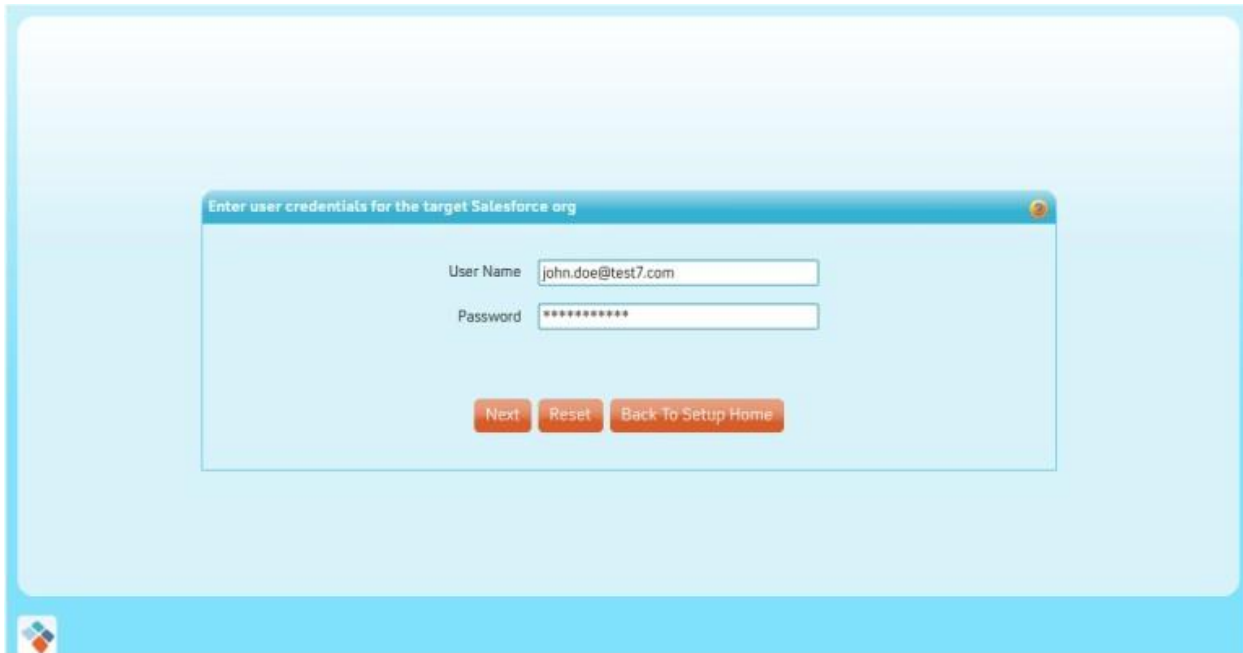 Enter user credentials for the target Salesforce org
User Name john.doe@test7.com
Password ***********
Next Reset Back To Setup Home